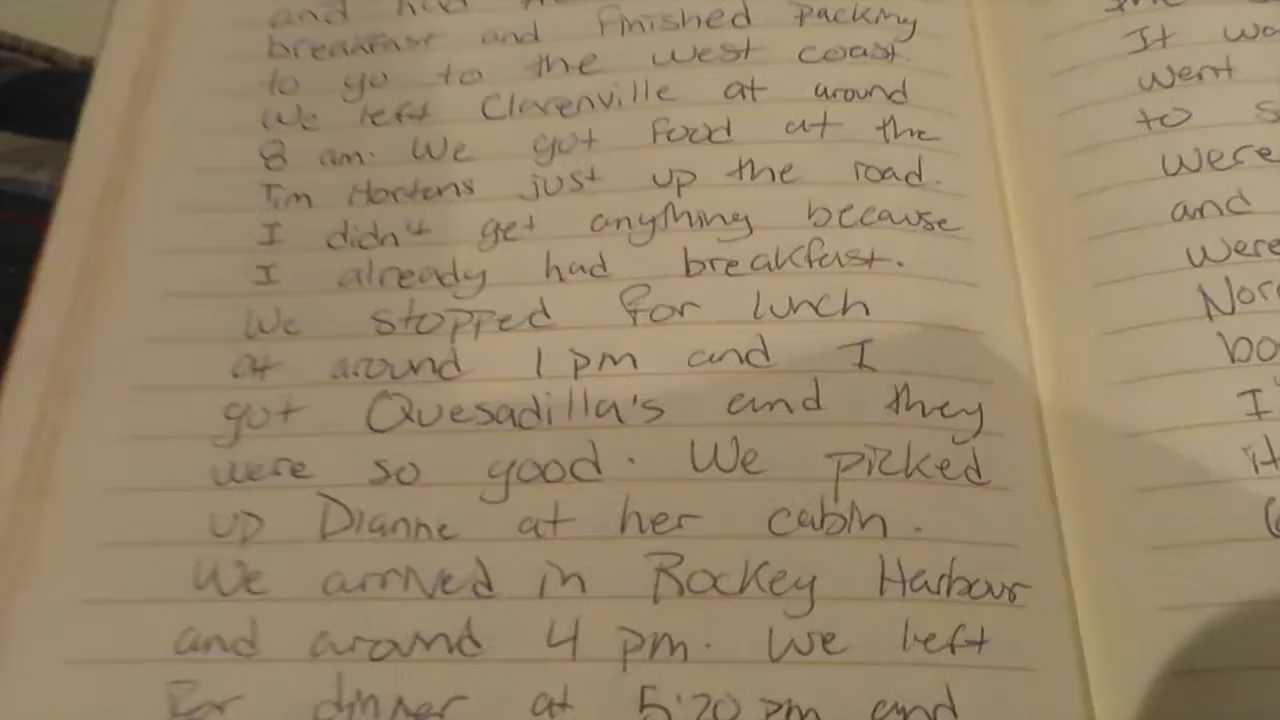 and had
breakfast and finished packing
to go to the west coast.
We left Clarenville at around
8 am. We got food at the
Tim Hortens just up the road.
I didn't get anything because
I already had breakfast.
We stopped for lunch
at around 1 pm and I
got Quesadilla's and they
were so good. We picked
up Dianne at her cabin.
We arrived in Rockey Harbour
and around 4 pm. We left
For dinner at 5:20 pm and
It
went
to
were
and
were
I
it